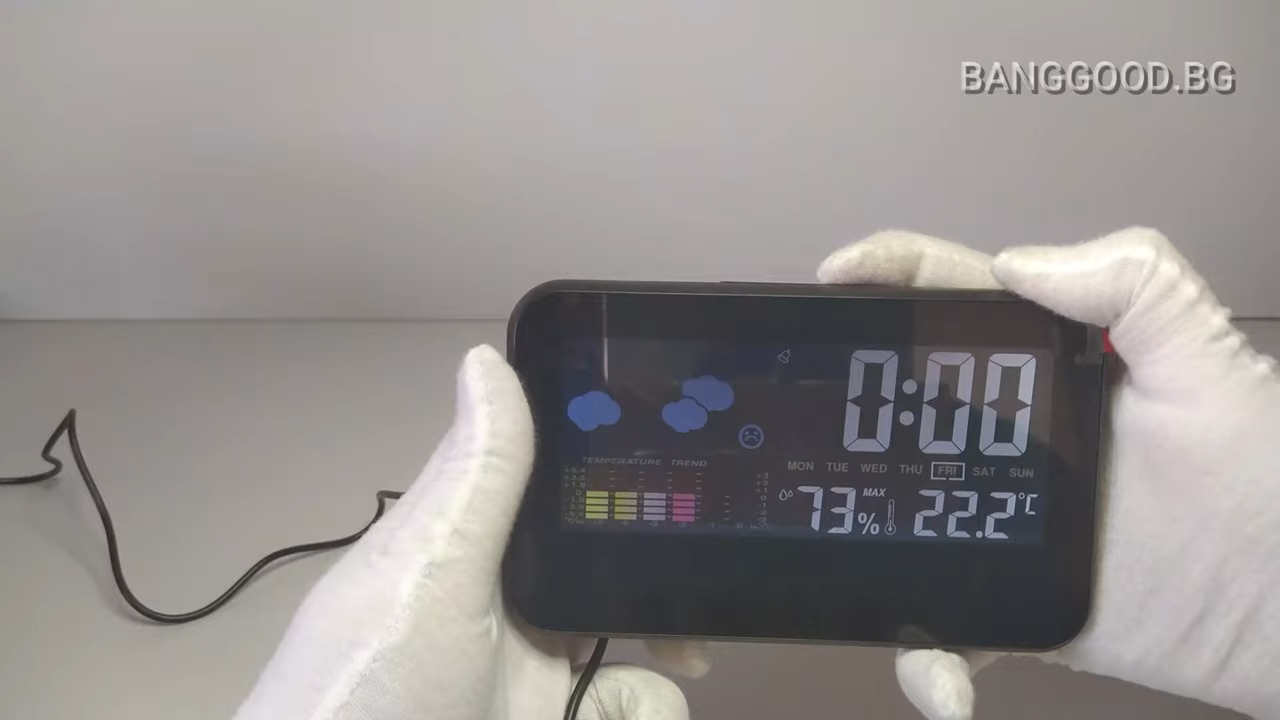 BANGGOOD.BG
0:00
MON TUE WED THU FRI SAT SUN
TEMPERATURE TREND
73% MAX 22.2°C